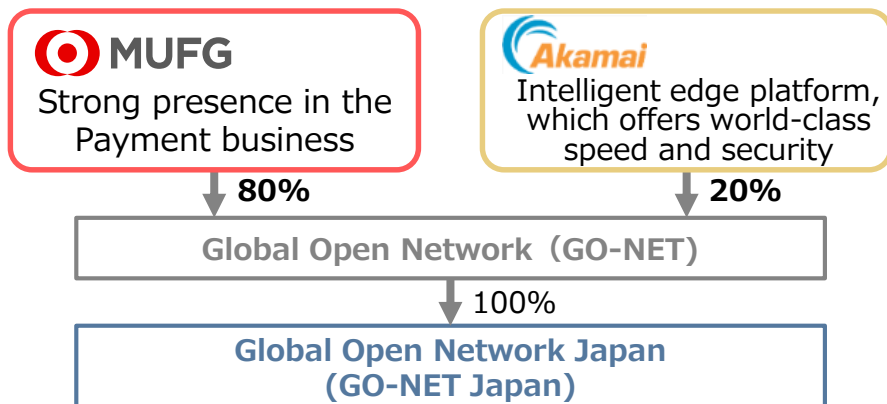 MUFG
Strong presence in the
Payment business
Akamai
Intelligent edge platform,
which offers world-class
speed and security
80%
20%
Global Open Network（GO-NET)
100%
Global Open Network Japan
(GO-NET Japan)